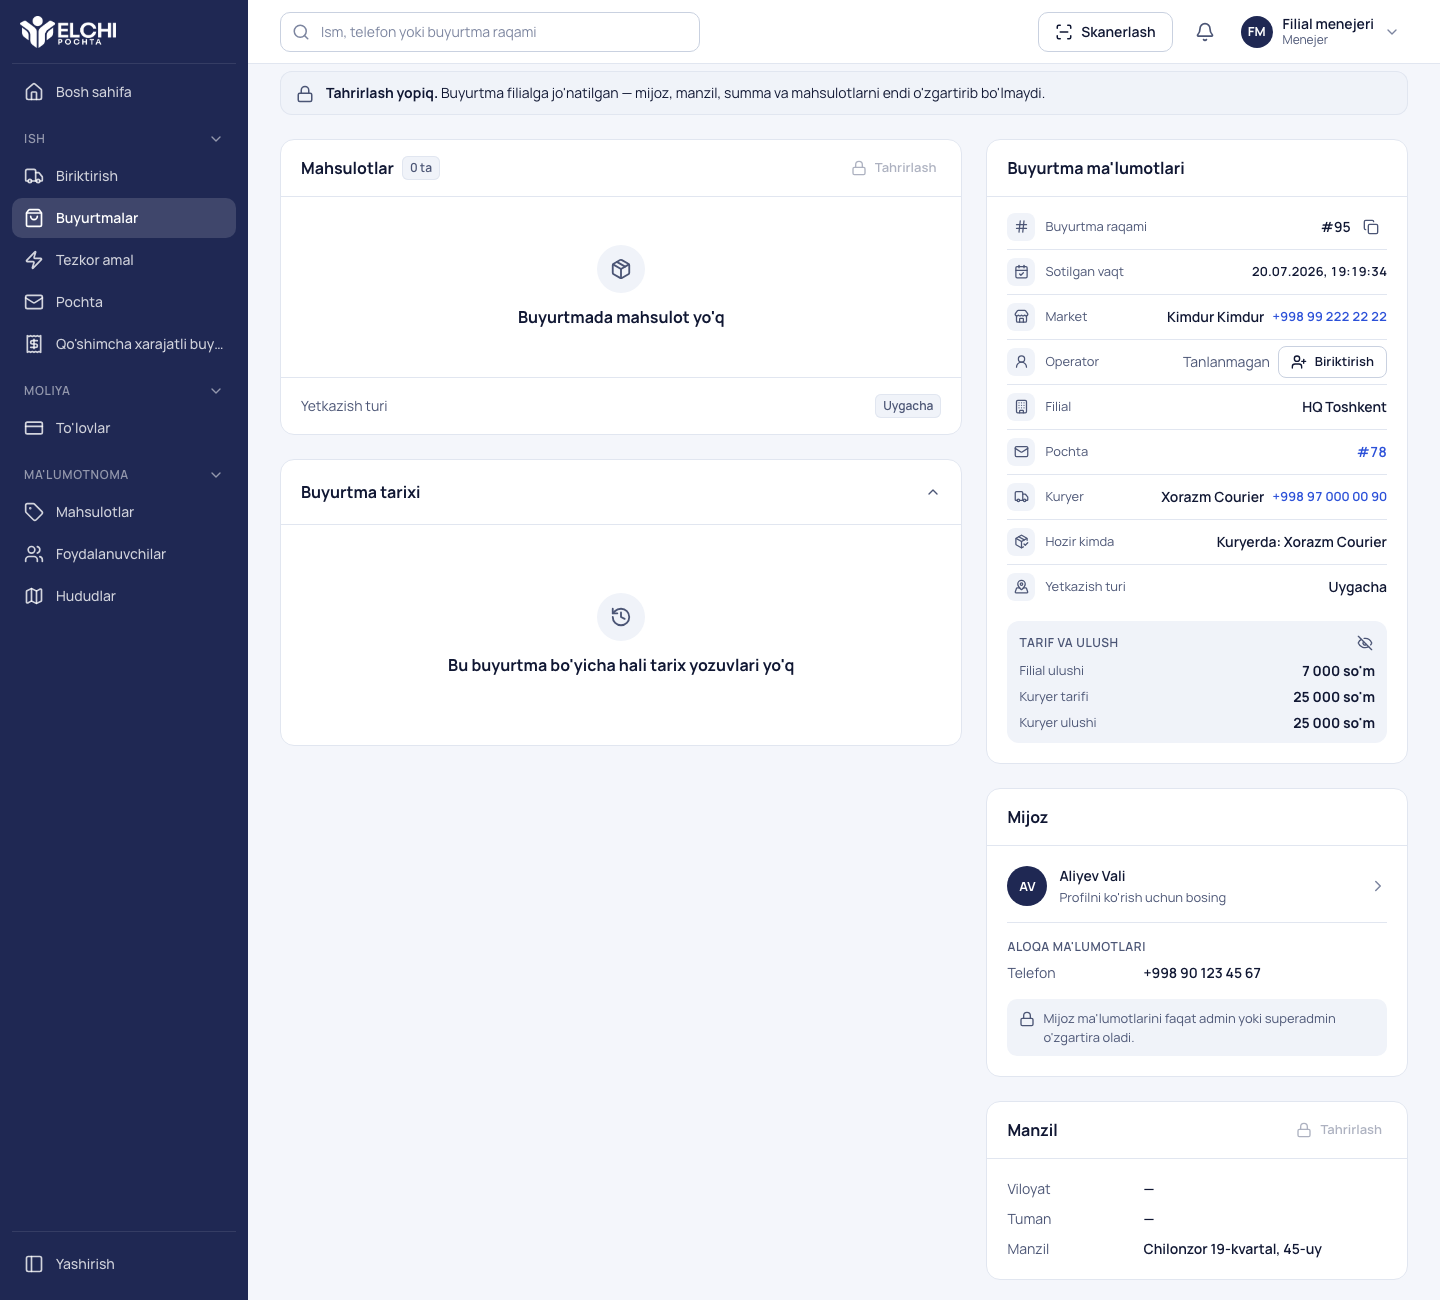 ELCHI
POCHTA
Ism, telefon yoki buyurtma raqami
Skanerlash
FM
Filial menejeri
Menejer
Bosh sahifa
ISH
Biriktirish
Buyurtmalar
Tezkor amal
Pochta
Qo'shimcha xarajatli buy...
MOLIYA
To'lovlar
MA'LUMOTNOMA
Mahsulotlar
Foydalanuvchilar
Hududlar
Yashirish
Tahrirlash yopiq. Buyurtma filialga jo'natilgan — mijoz, manzil, summa va mahsulotlarni endi o'zgartirib bo'lmaydi.
Mahsulotlar 0 ta
Tahrirlash
Buyurtmada mahsulot yo'q
Yetkazish turi Uygacha
Buyurtma tarixi
Bu buyurtma bo'yicha hali tarix yozuvlari yo'q
Buyurtma ma'lumotlari
Buyurtma raqami #95
Sotilgan vaqt 20.07.2026, 19:19:34
Market Kimdur Kimdur +998 99 222 22 22
Operator Tanlanmagan Biriktirish
Filial HQ Toshkent
Pochta #78
Kuryer Xorazm Courier +998 97 000 00 90
Hozir kimda Kuryerda: Xorazm Courier
Yetkazish turi Uygacha
TARIF VA ULUSH
Filial ulushi 7 000 so'm
Kuryer tarifi 25 000 so'm
Kuryer ulushi 25 000 so'm
Mijoz
AV
Aliyev Vali
Profilni ko'rish uchun bosing
ALOQA MA'LUMOTLARI
Telefon +998 90 123 45 67
Mijoz ma'lumotlarini faqat admin yoki superadmin
o'zgartira oladi.
Manzil
Tahrirlash
Viloyat —
Tuman —
Manzil Chilonzor 19-kvartal, 45-uy